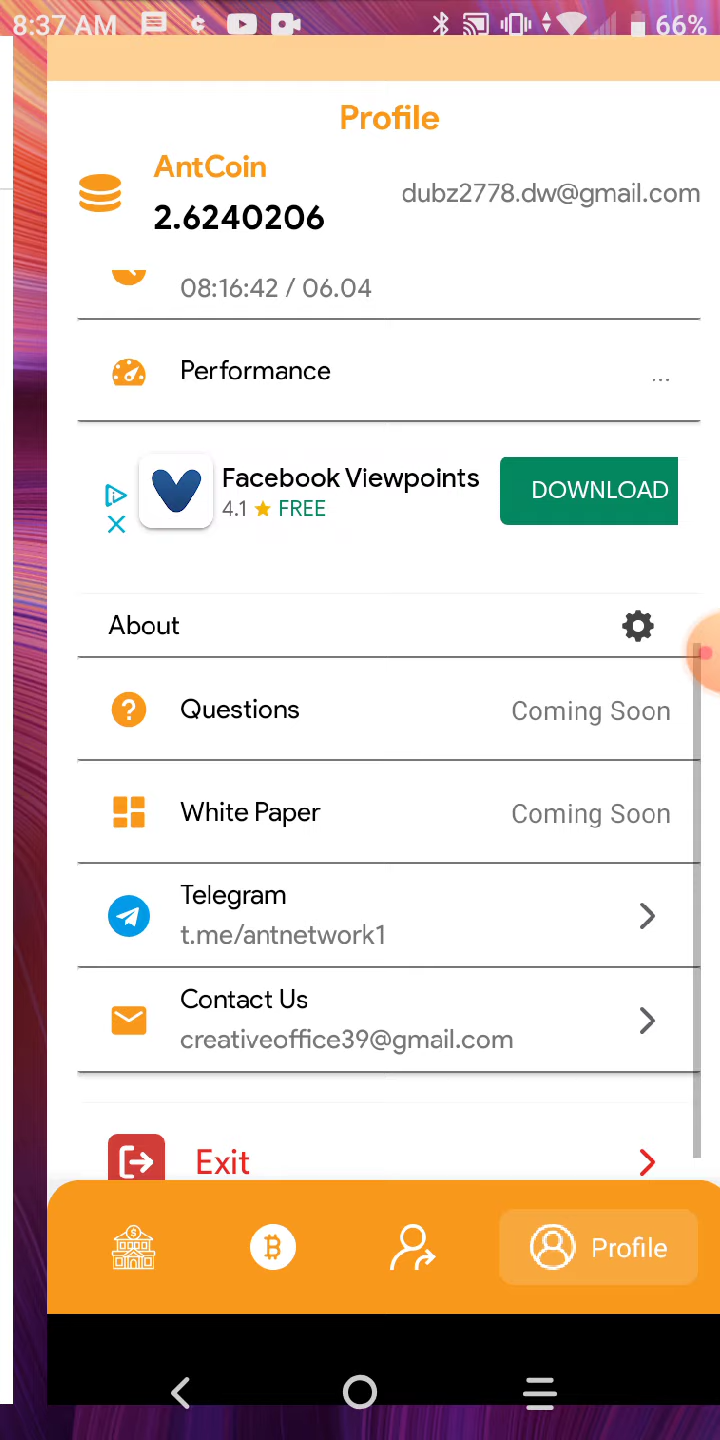 8:37 AM
66%
Profile
AntCoin
2.6240206
dubz2778.dw@gmail.com
08:16:42 / 06.04
Performance
...
Facebook Viewpoints
4.1 ★ FREE
DOWNLOAD
About
Questions
Coming Soon
White Paper
Coming Soon
Telegram
t.me/antnetwork1
Contact Us
creativeoffice39@gmail.com
Exit
Profile